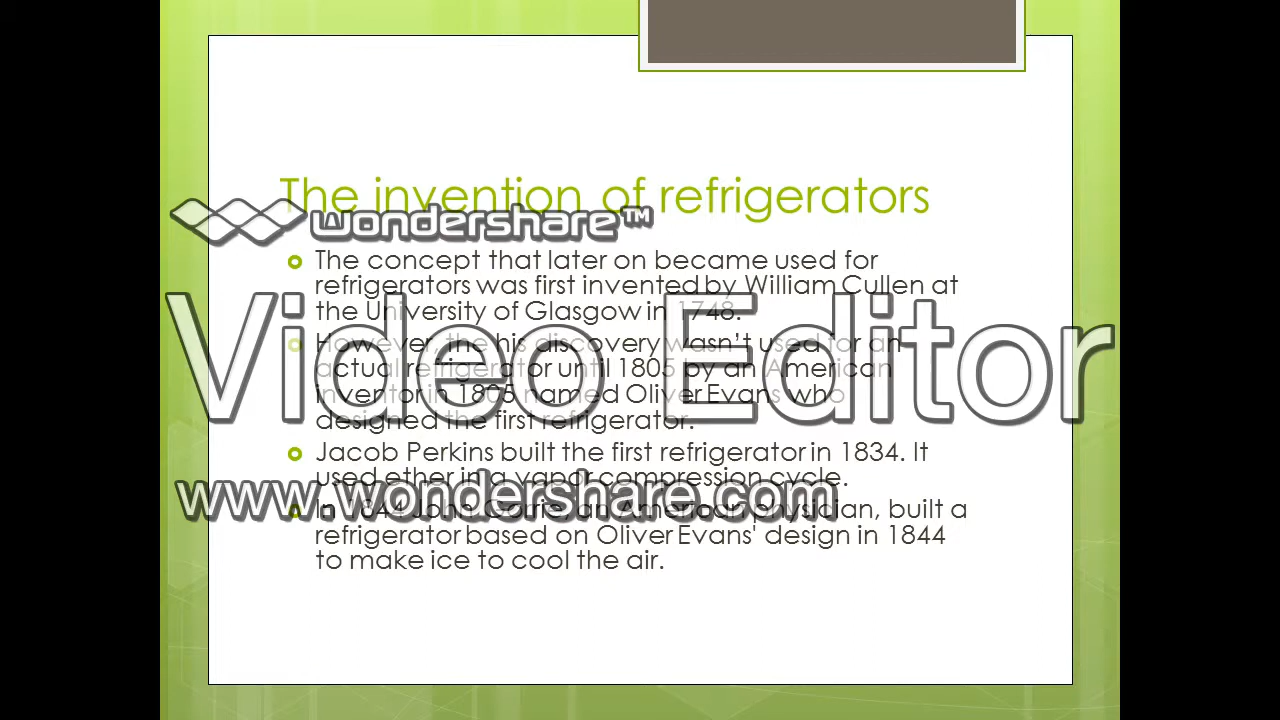 The invention of refrigerators
wondershare™
The concept that later on became used for
refrigerators was first invented by William Cullen at
the University of Glasgow in 1748.
Video Editor
However, the his discovery wasn't used for an
actual refrigerator until 1805 by an American
inventor in 1805 named Oliver Evans who
designed the first refrigerator.
Jacob Perkins built the first refrigerator in 1834. It
used ether in a vapor compression cycle.
www.wondershare.com
In 1844 John Gorrie, an American physician, built a
refrigerator based on Oliver Evans' design in 1844
to make ice to cool the air.